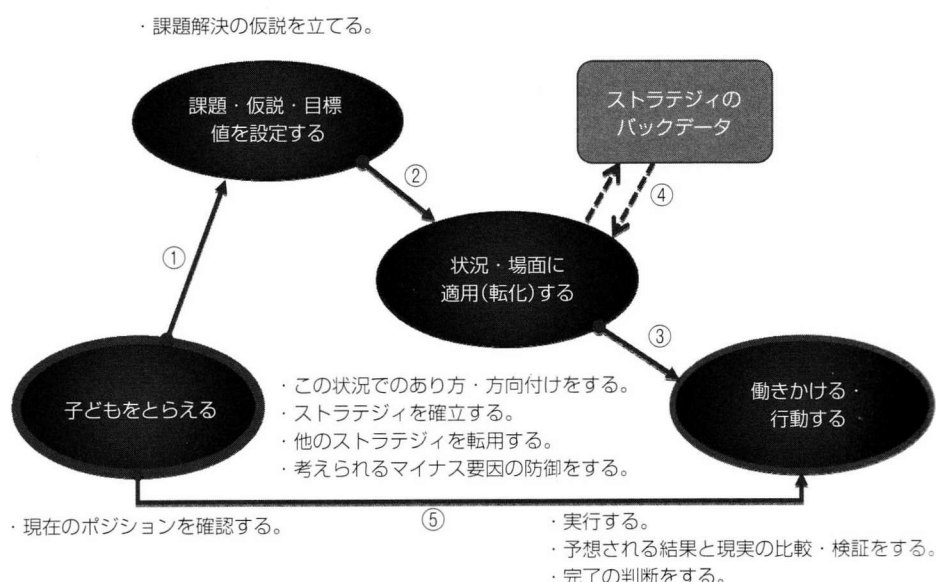 ・課題解決の仮説を立てる。
課題・仮説・目標
値を設定する
ストラテジィの
バックデータ
②
④
①
状況・場面に
適用(転化)する
③
子どもをとらえる
・この状況でのあり方・方向付けをする。
・ストラテジィを確立する。
・他のストラテジィを転用する。
・考えられるマイナス要因の防御をする。
働きかける・
行動する
・現在のポジションを確認する。
⑤
・実行する。
・予想される結果と現実の比較・検証をする。
・完了の判断をする。